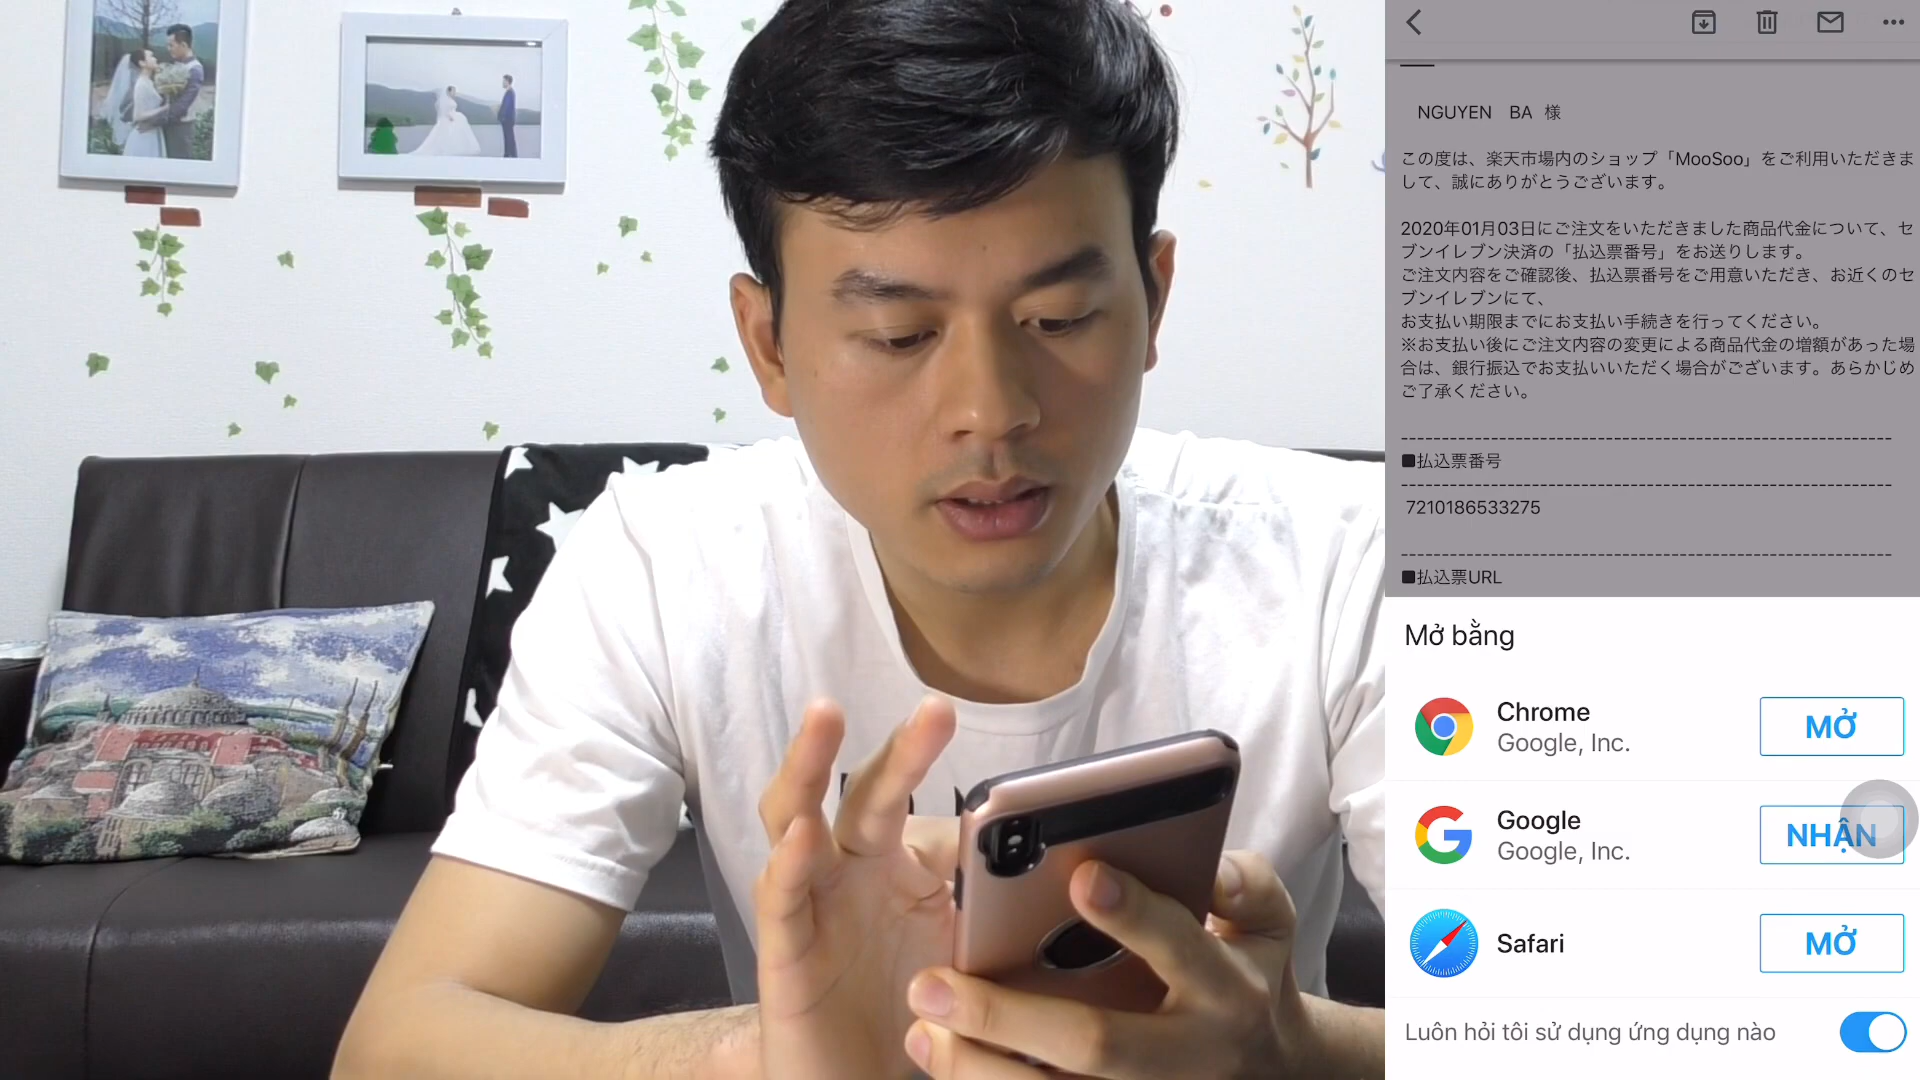 NGUYEN BA 様
この度は、楽天市場内のショップ「MooSoo」をご利用いただきま
して、誠にありがとうございます。
2020年01月03日にご注文をいただきました商品代金について、セ
ブンイレブン決済の「払込票番号」をお送りします。
ご注文内容をご確認後、払込票番号をご用意いただき、お近くのセ
ブンイレブンにて、
お支払い期限までにお支払い手続きを行ってください。
※お支払い後にご注文内容の変更による商品代金の増額があった場
合は、銀行振込でお支払いいただく場合がございます。あらかじめ
ご了承ください。
------------------------------------------------------------
■払込票番号
------------------------------------------------------------
7210186533275
------------------------------------------------------------
■払込票URL
Mở bằng
Chrome
Google, Inc.
MỞ
Google
Google, Inc.
NHẬN
Safari
MỞ
Luôn hỏi tôi sử dụng ứng dụng nào